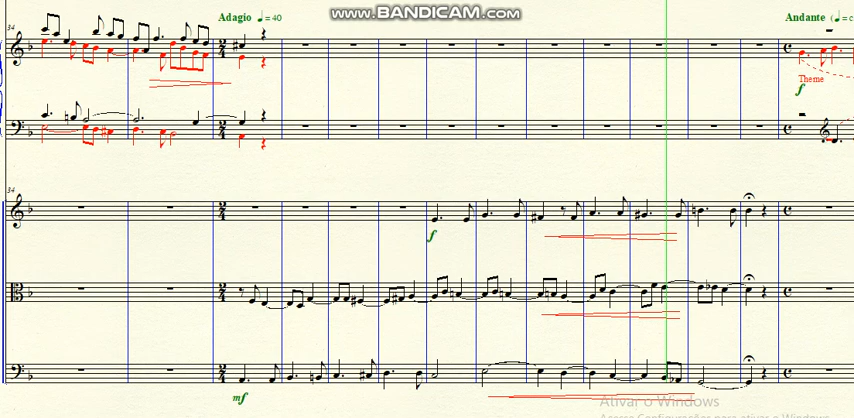 WWW.BANDICAM.COM
34
Adagio ♩ = 40
Andante (♩ = c
Theme
f
34
f
mf
Ativar o Windows